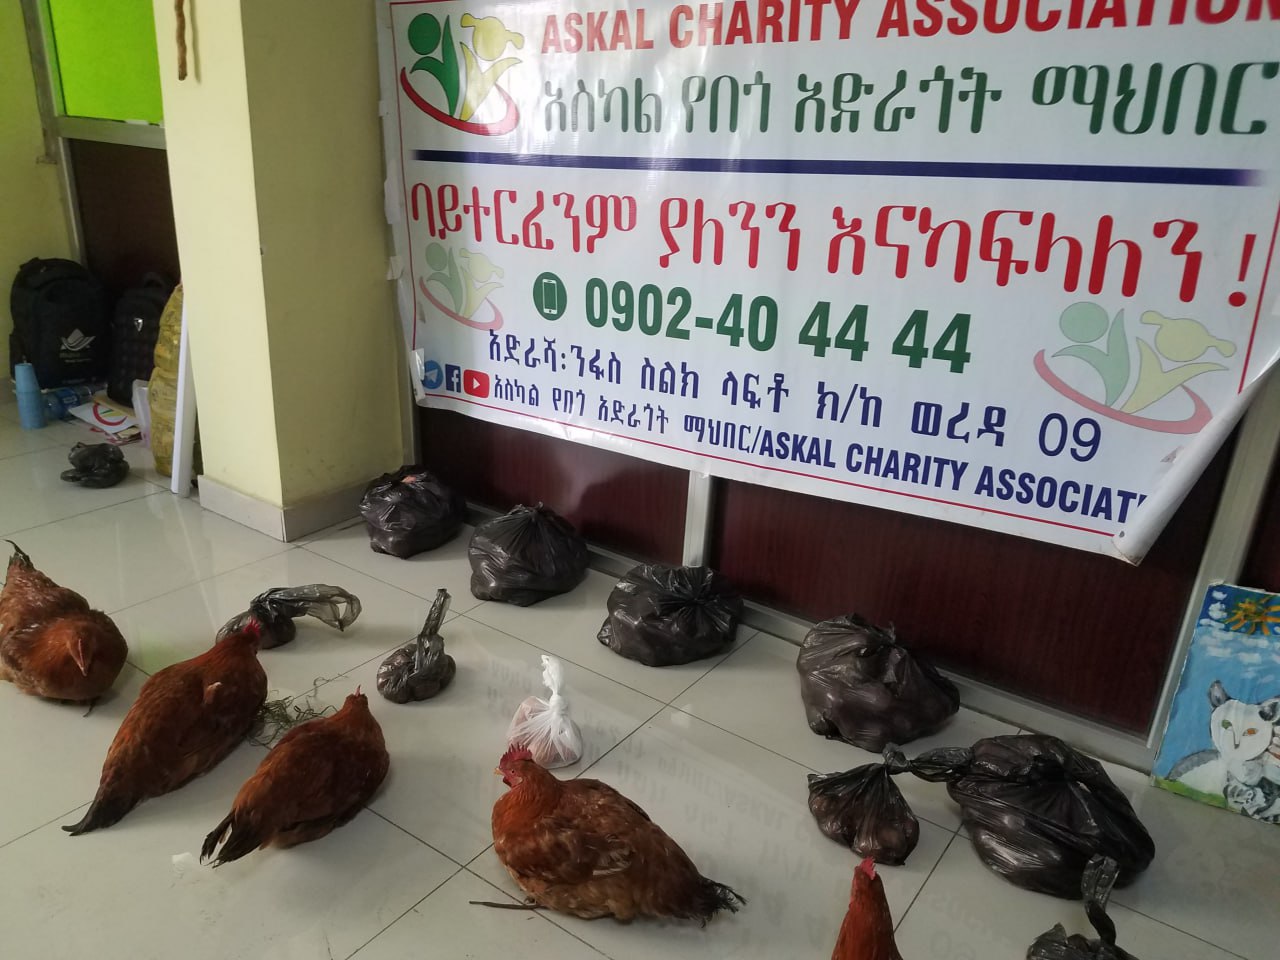 ASKAL CHARITY ASSOCIATION
አስካል የበጎ አድራጎት ማህበር
ባይተርፈንም ያለንን እናካፍላለን!
0902-40 44 44
አድራሻ:ንፋስ ስልክ ላፍቶ ክ/ከ ወረዳ 09
አስካል የበጎ አድራጎት ማህበር/ASKAL CHARITY ASSOCIATI